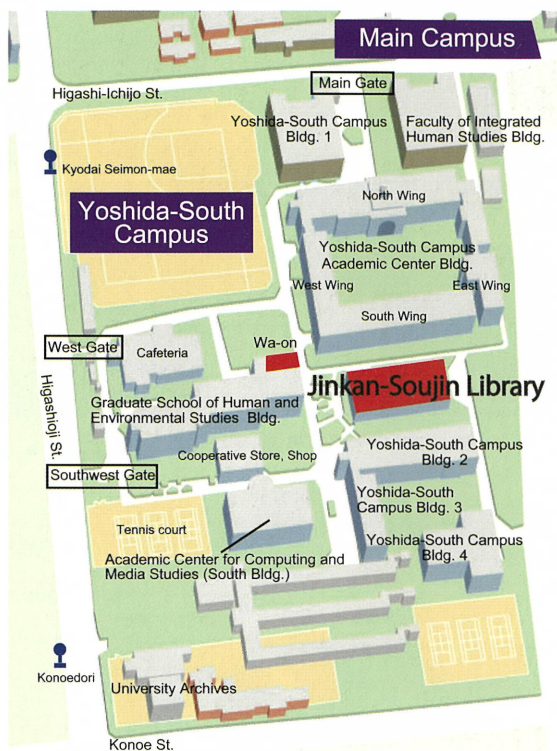 Main Campus
Main Gate
Higashi-Ichijo St.
Yoshida-South Campus
Bldg. 1
Faculty of Integrated
Human Studies Bldg.
Kyodai Seimon-mae
North Wing
Yoshida-South
Campus
Yoshida-South Campus
Academic Center Bldg.
West Wing
East Wing
South Wing
West Gate
Cafeteria
Wa-on
Jinkan-Soujin Library
Higashioji St.
Graduate School of Human and
Environmental Studies Bldg.
Cooperative Store, Shop
Yoshida-South Campus
Bldg. 2
Southwest Gate
Yoshida-South
Campus Bldg. 3
Tennis court
Yoshida-South Campus
Bldg. 4
Academic Center for Computing and
Media Studies (South Bldg.)
Konoedori
University Archives
Konoe St.